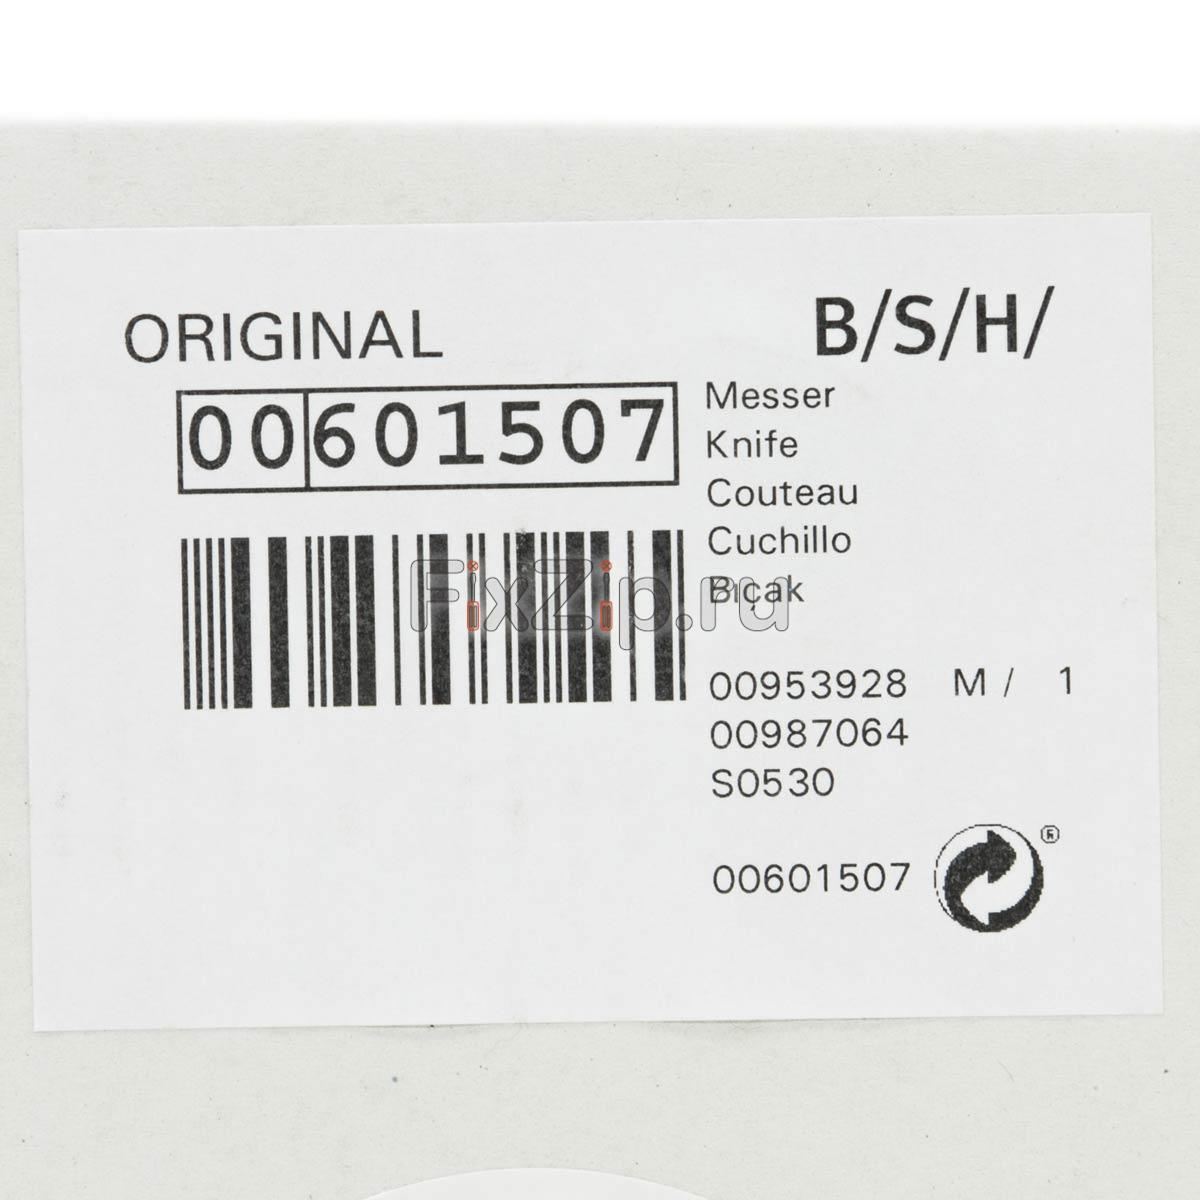 ORIGINAL
B/S/H/
00601507
Messer
Knife
Couteau
Cuchillo
Bıçak
FixZip.ru
00953928 M/ 1
00987064
S0530
00601507
®